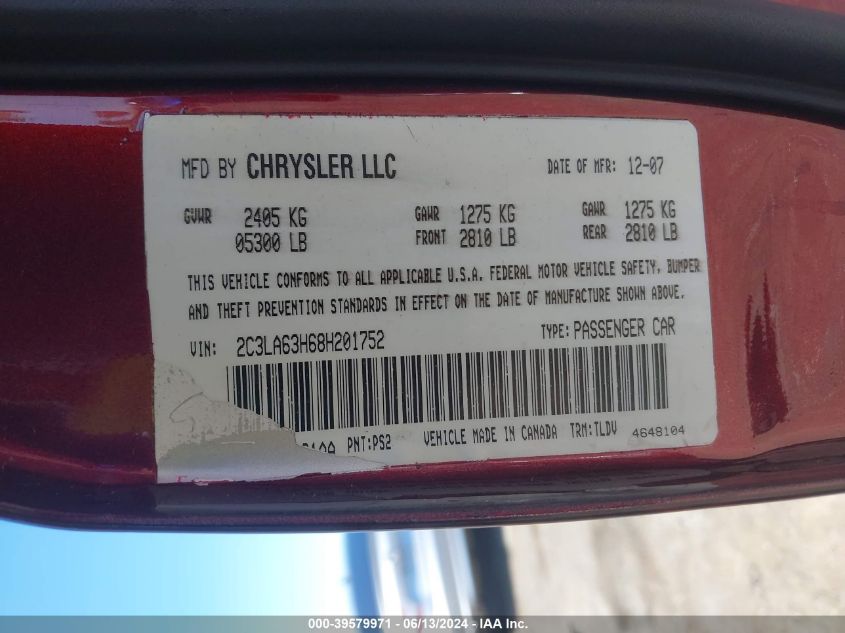 MFD BY CHRYSLER LLC DATE OF MFR: 12-07
GVWR 2405 KG GAWR 1275 KG GAWR 1275 KG
05300 LB FRONT 2810 LB REAR 2810 LB
THIS VEHICLE CONFORMS TO ALL APPLICABLE U.S.A. FEDERAL MOTOR VEHICLE SAFETY, BUMPER
AND THEFT PREVENTION STANDARDS IN EFFECT ON THE DATE OF MANUFACTURE SHOWN ABOVE.
VIN: 2C3LA63H68H201752 TYPE: PASSENGER CAR
PNT:PS2 VEHICLE MADE IN CANADA TRM:TLDV 4648104
000-39579971 - 06/13/2024 - IAA Inc.